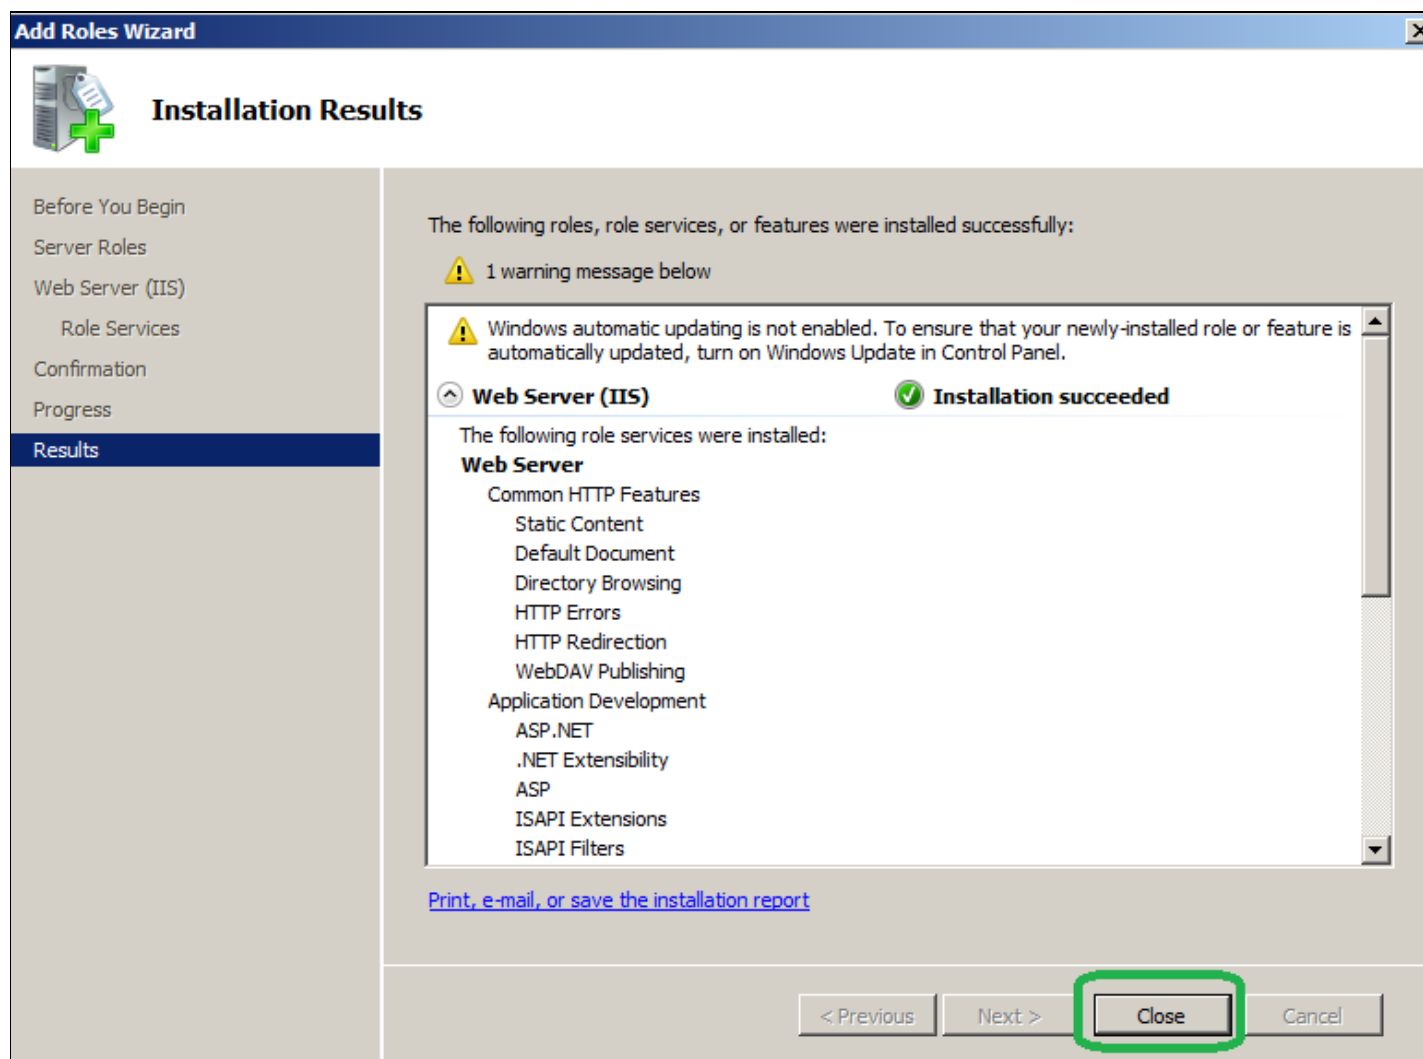 Add Roles Wizard
Installation Results
Before You Begin
Server Roles
Web Server (IIS)
Role Services
Confirmation
Progress
Results
The following roles, role services, or features were installed successfully:
1 warning message below
Windows automatic updating is not enabled. To ensure that your newly-installed role or feature is
automatically updated, turn on Windows Update in Control Panel.
Web Server (IIS) Installation succeeded
The following role services were installed:
Web Server
Common HTTP Features
Static Content
Default Document
Directory Browsing
HTTP Errors
HTTP Redirection
WebDAV Publishing
Application Development
ASP.NET
.NET Extensibility
ASP
ISAPI Extensions
ISAPI Filters
Print, e-mail, or save the installation report
< Previous Next > Close Cancel